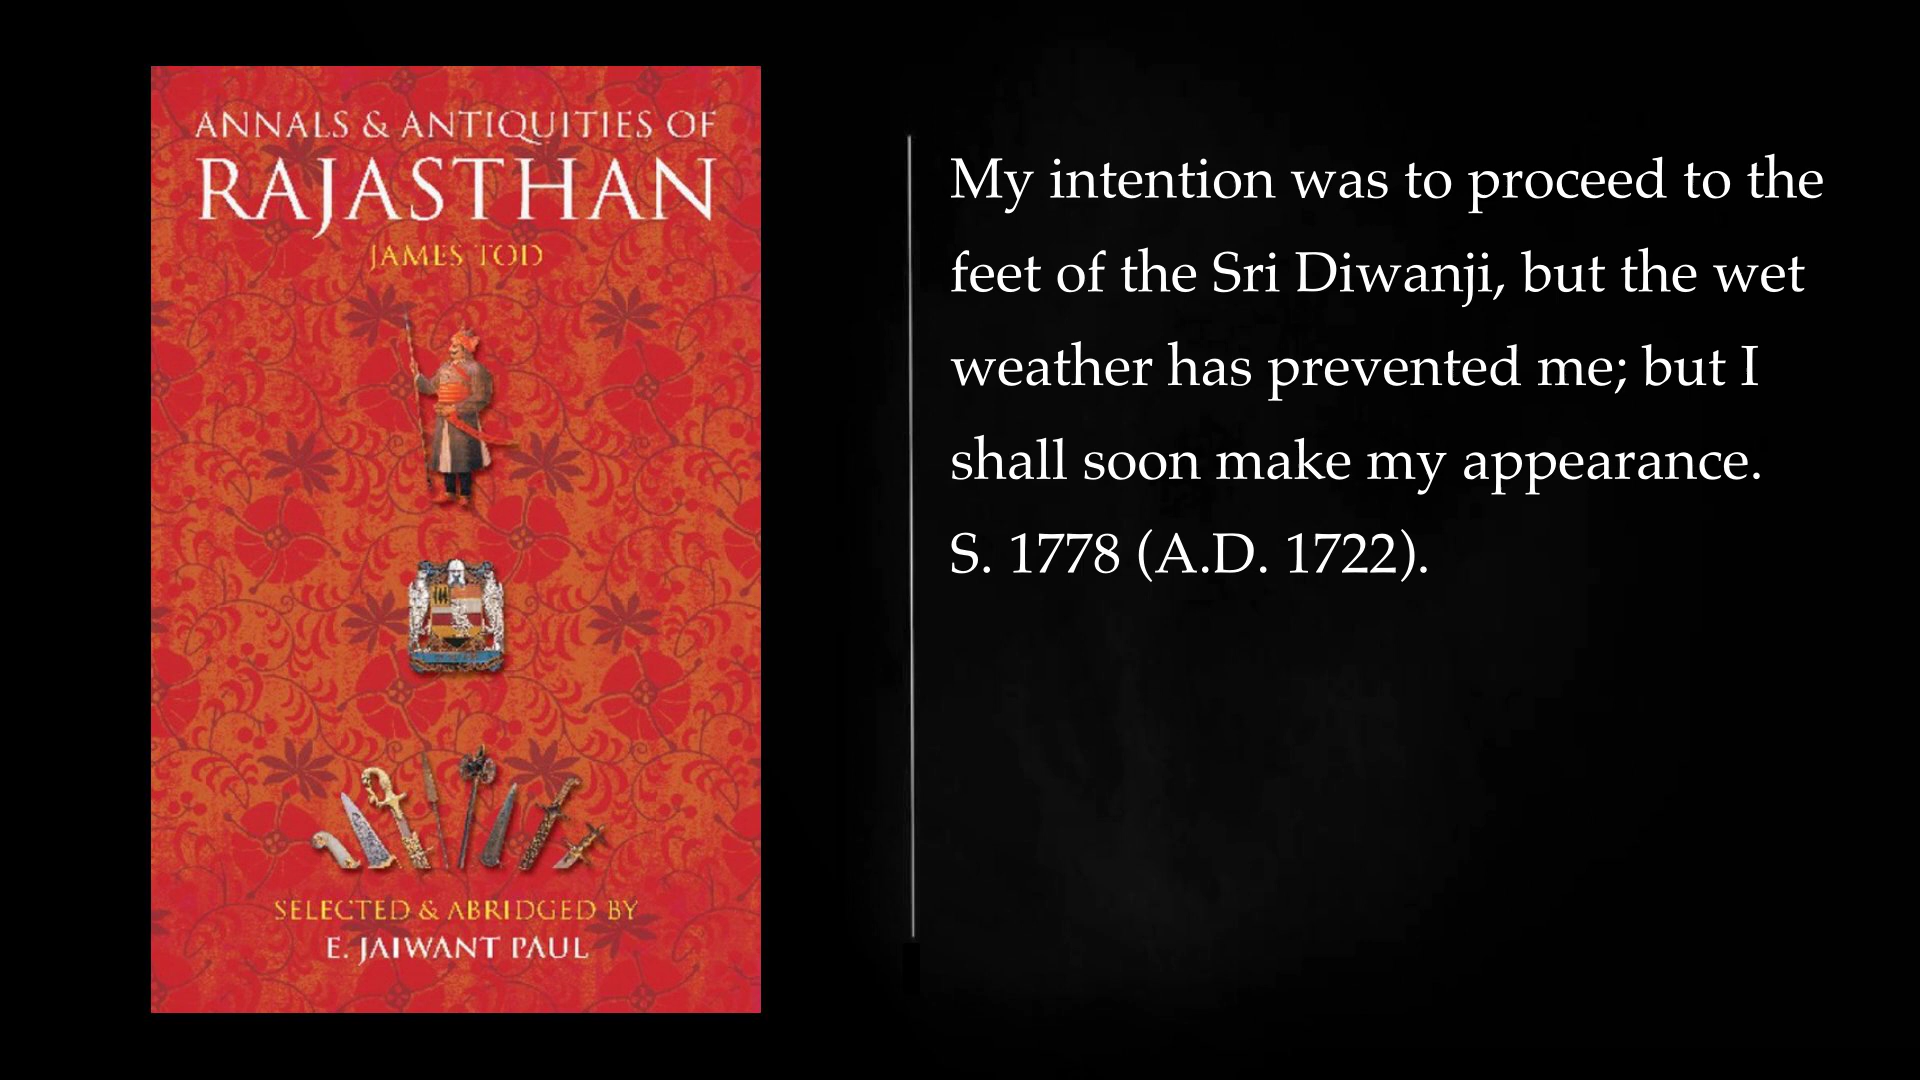 ANNALS & ANTIQUITIES OF
RAJASTHAN
JAMES TOD
SELECTED & ABRIDGED BY
E. JAIWANT PAUL
My intention was to proceed to the
feet of the Sri Diwanji, but the wet
weather has prevented me; but I
shall soon make my appearance.
S. 1778 (A.D. 1722).